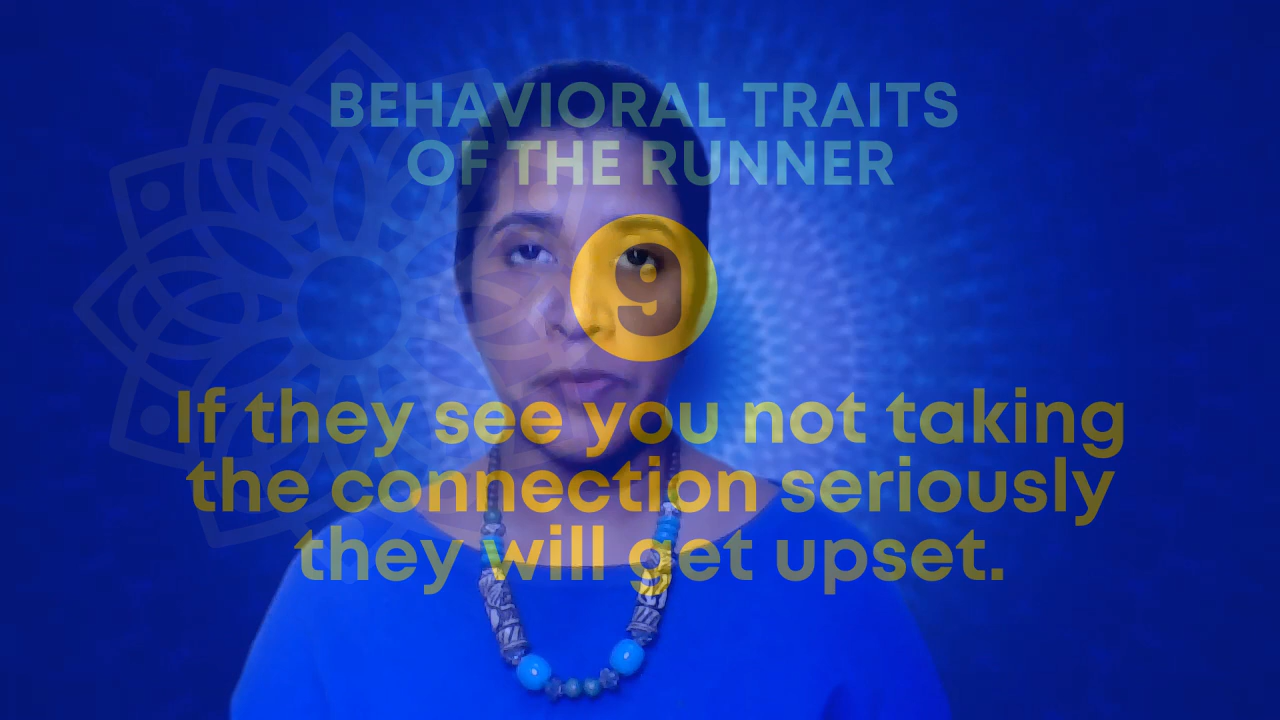 BEHAVIORAL TRAITS
OF THE RUNNER
9
If they see you not taking
the connection seriously
they will get upset.